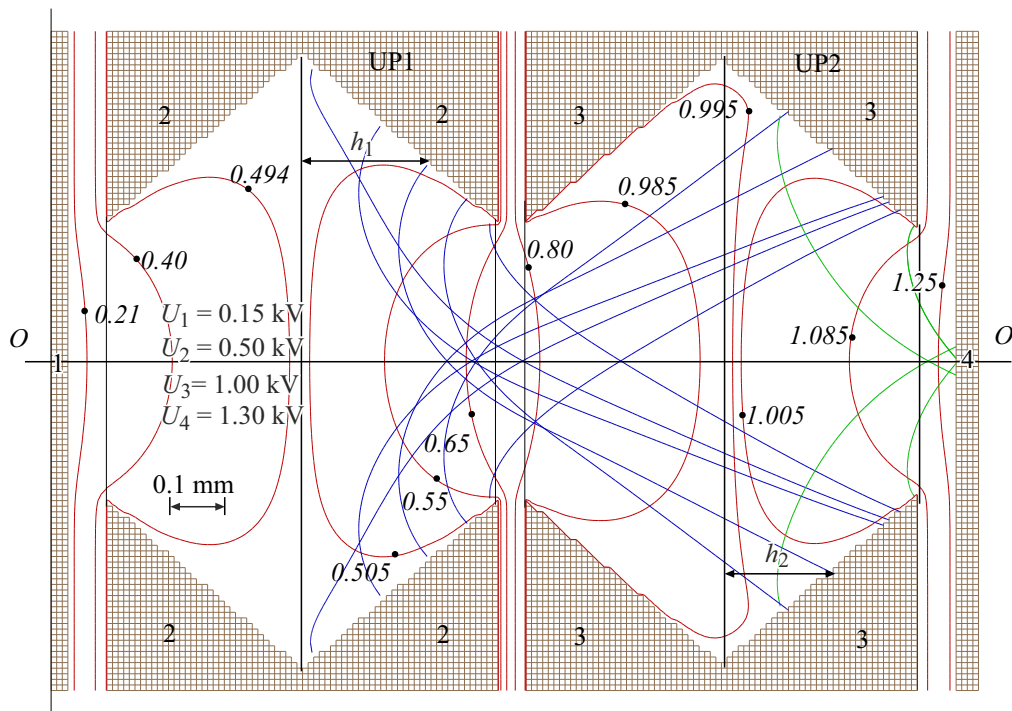 UP1
UP2
2
2
3
3
0.995
h1
0.494
0.985
0.40
0.80
0.21
1.25
U1 = 0.15 kV
U2 = 0.50 kV
U3= 1.00 kV
U4 = 1.30 kV
O
O
1
4
1.085
1.005
0.65
0.55
0.1 mm
0.505
h2
2
2
3
3